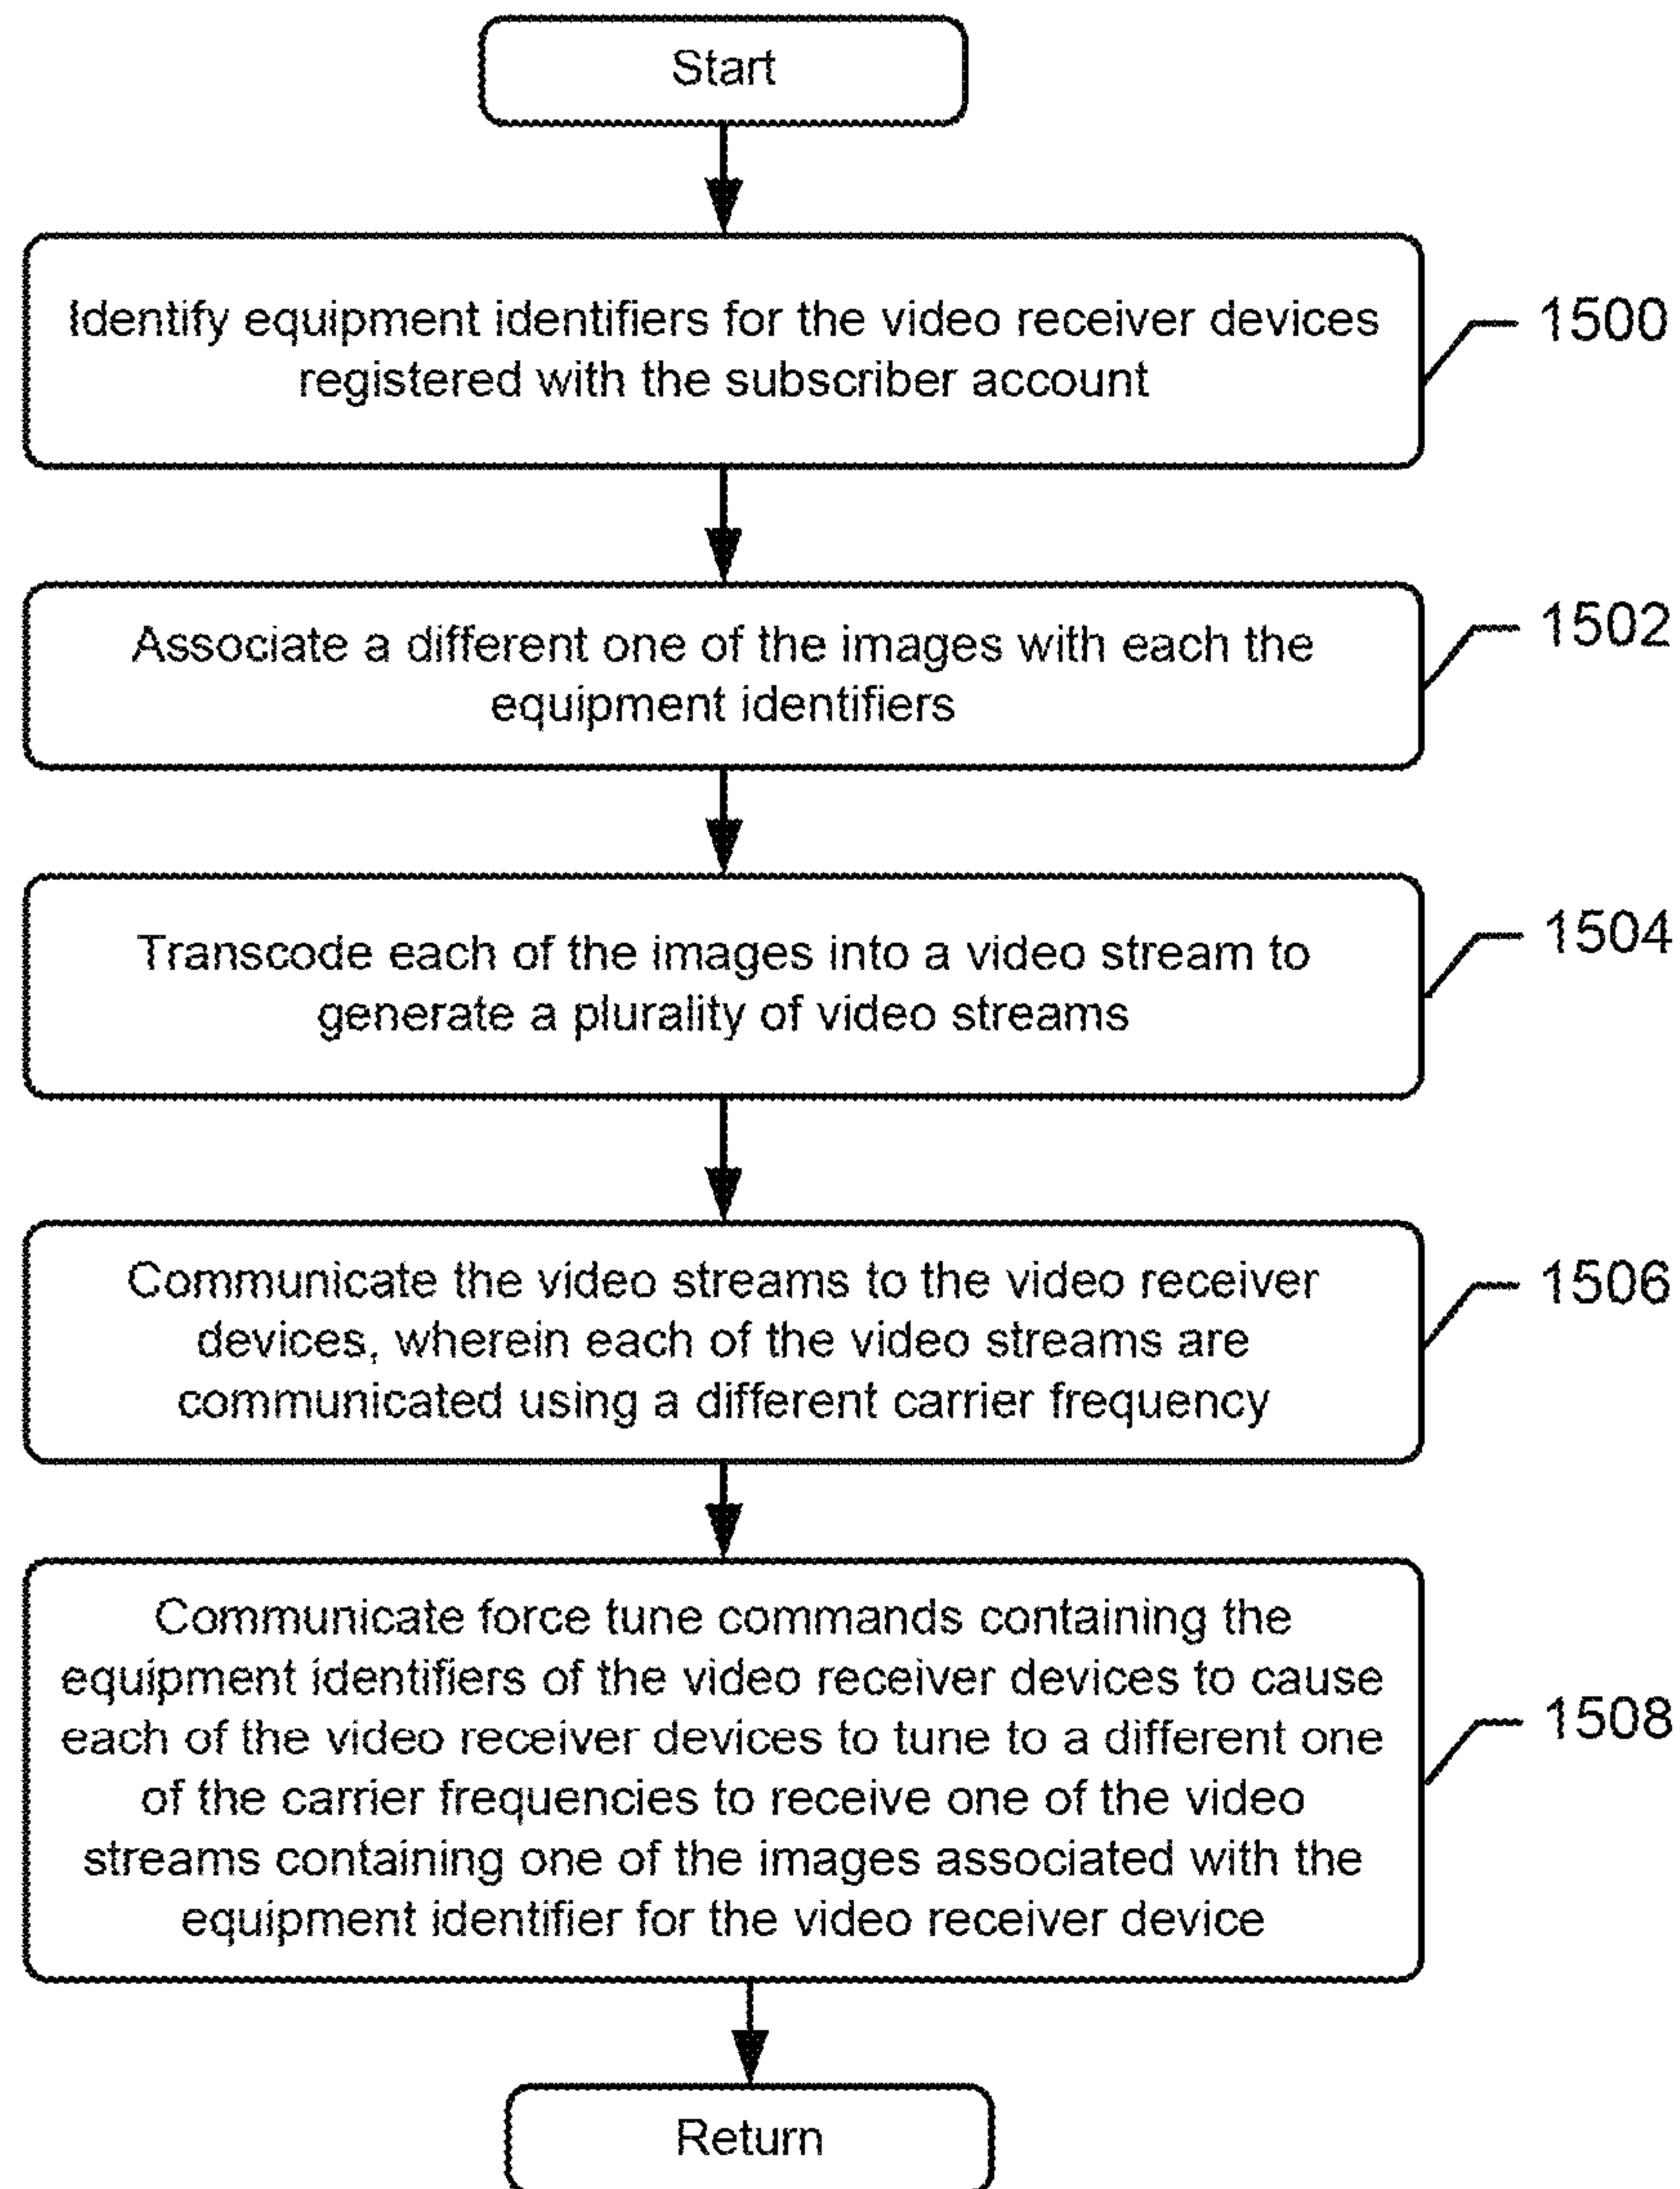 Start
Identify equipment identifiers for the video receiver devices
registered with the subscriber account
1500
Associate a different one of the images with each the
equipment identifiers
1502
Transcode each of the images into a video stream to
generate a plurality of video streams
1504
Communicate the video streams to the video receiver
devices, wherein each of the video streams are
communicated using a different carrier frequency
1506
Communicate force tune commands containing the
equipment identifiers of the video receiver devices to cause
each of the video receiver devices to tune to a different one
of the carrier frequencies to receive one of the video
streams containing one of the images associated with the
equipment identifier for the video receiver device
1508
Return